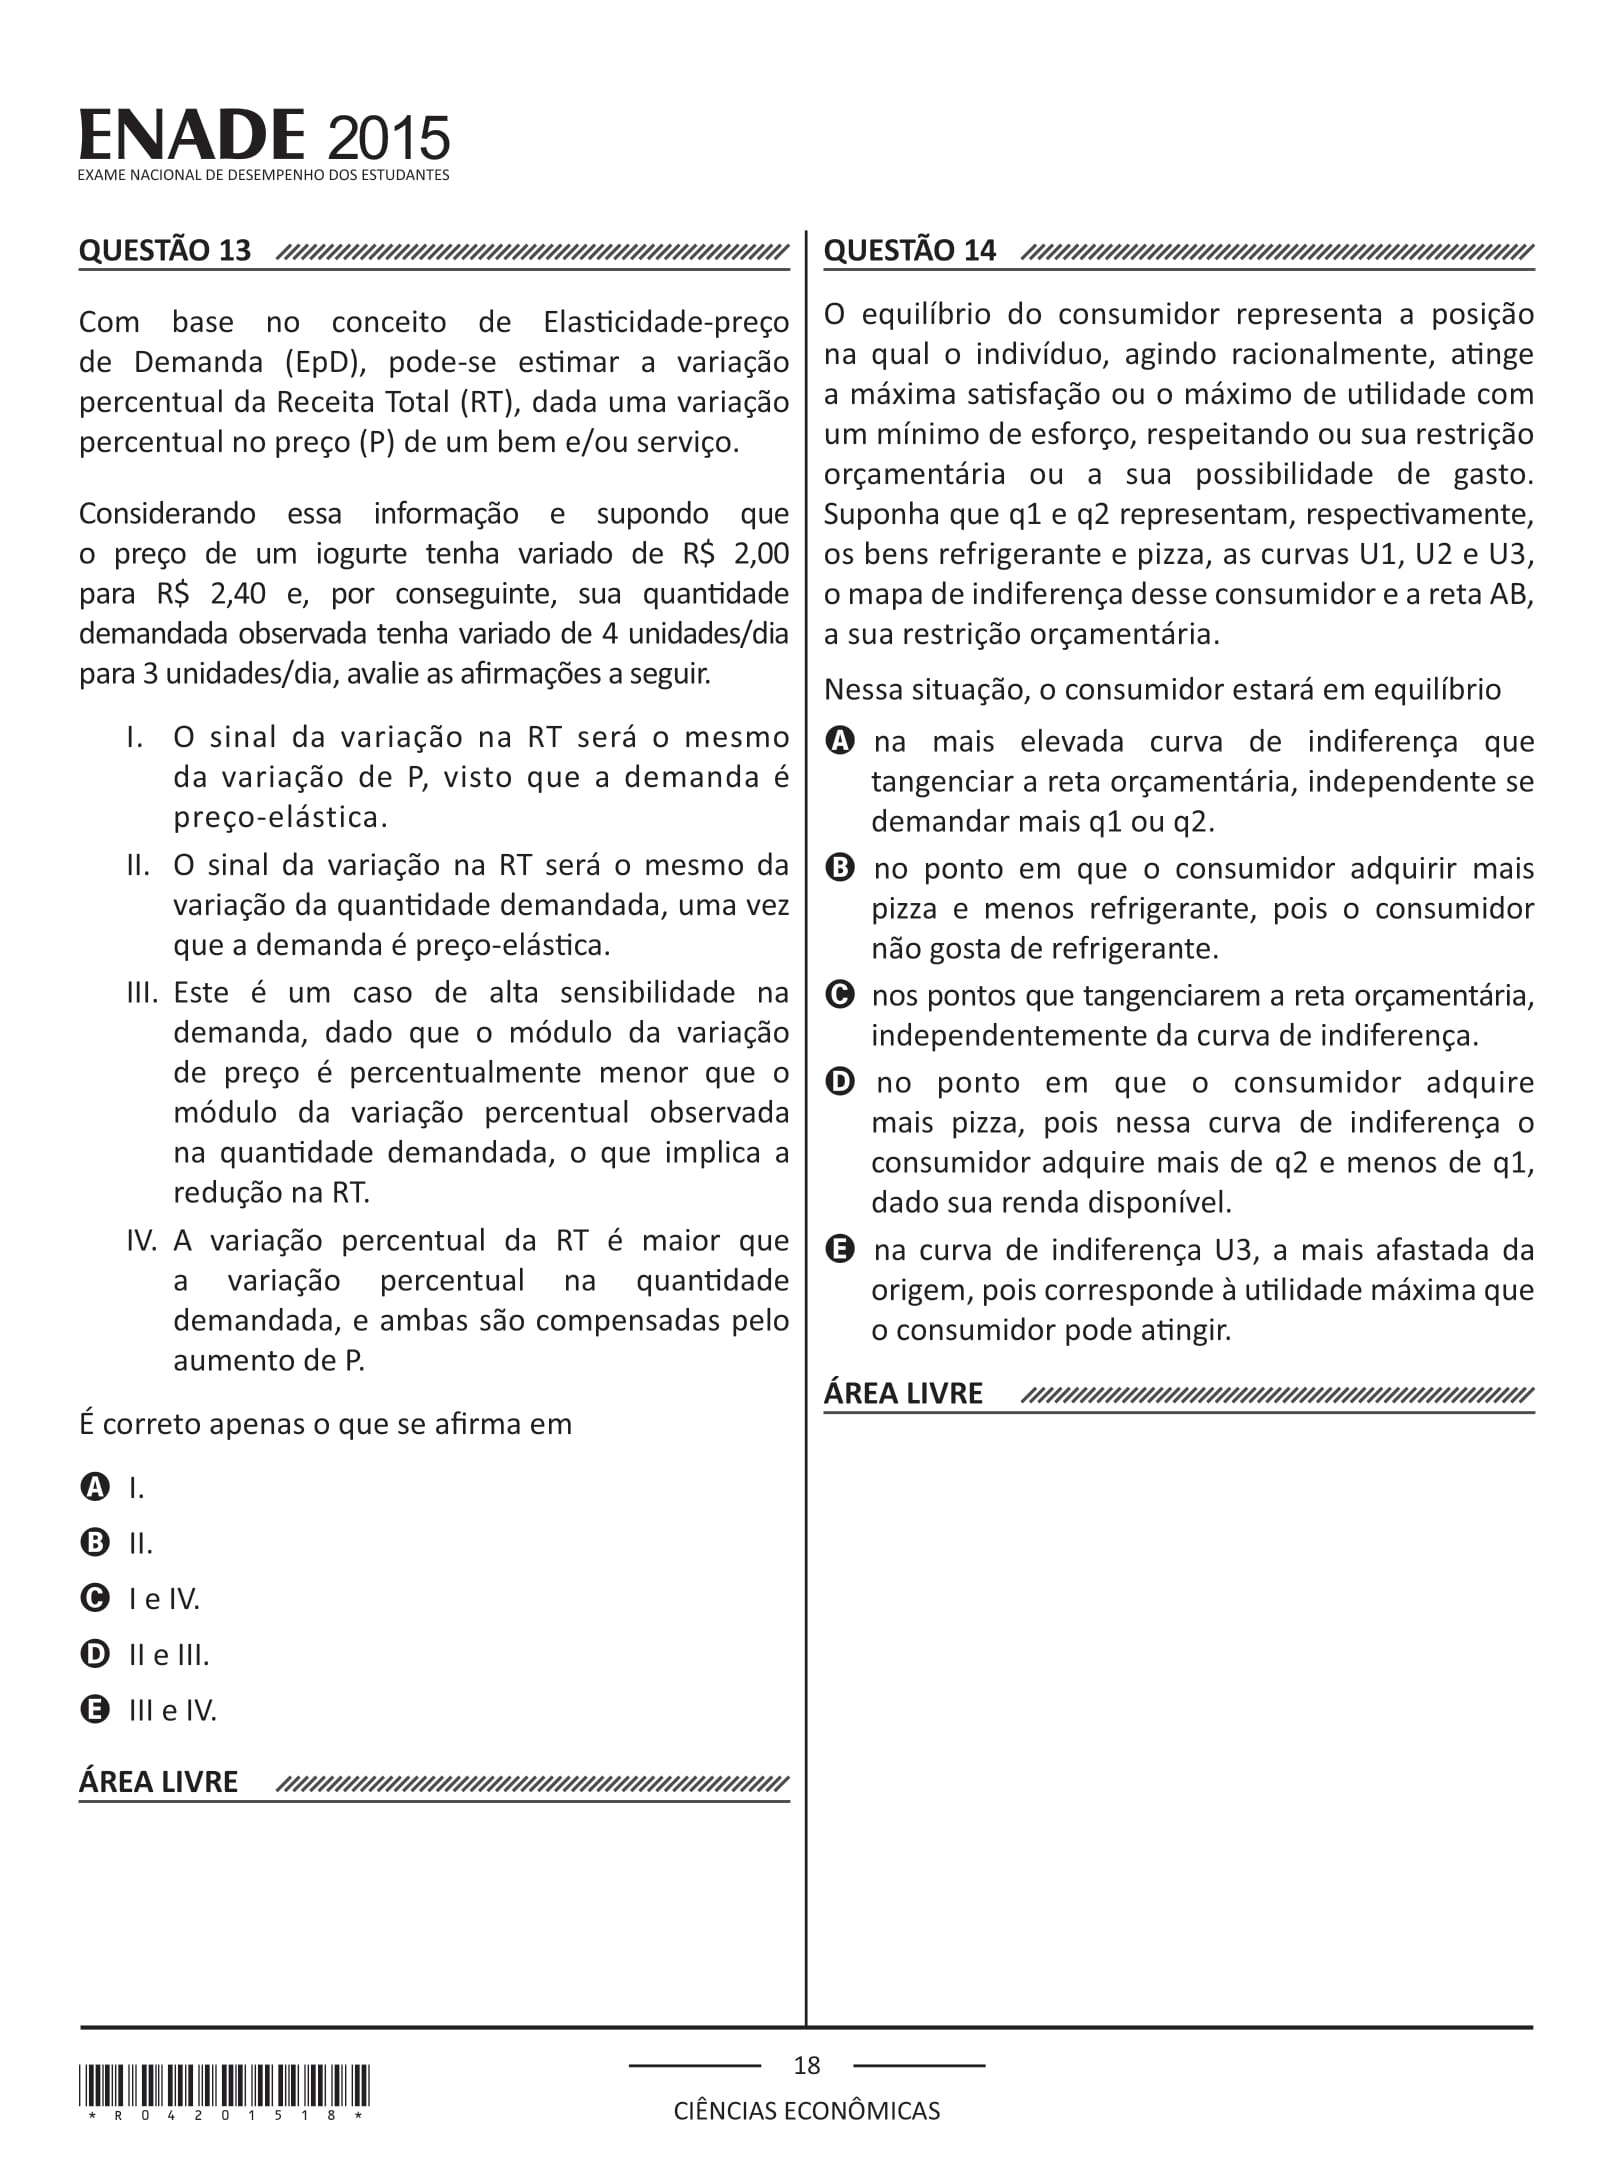 ENADE 2015
EXAME NACIONAL DE DESEMPENHO DOS ESTUDANTES
QUESTÃO 13
Com base no conceito de Elasticidade-preço
de Demanda (EpD), pode-se estimar a variação
percentual da Receita Total (RT), dada uma variação
percentual no preço (P) de um bem e/ou serviço.
Considerando essa informação e supondo que
o preço de um iogurte tenha variado de R$ 2,00
para R$ 2,40 e, por conseguinte, sua quantidade
demandada observada tenha variado de 4 unidades/dia
para 3 unidades/dia, avalie as afirmações a seguir.
I. O sinal da variação na RT será o mesmo
da variação de P, visto que a demanda é
preço-elástica.
II. O sinal da variação na RT será o mesmo da
variação da quantidade demandada, uma vez
que a demanda é preço-elástica.
III. Este é um caso de alta sensibilidade na
demanda, dado que o módulo da variação
de preço é percentualmente menor que o
módulo da variação percentual observada
na quantidade demandada, o que implica a
redução na RT.
IV. A variação percentual da RT é maior que
a variação percentual na quantidade
demandada, e ambas são compensadas pelo
aumento de P.
É correto apenas o que se afirma em
A I.
B II.
C I e IV.
D II e III.
E III e IV.
ÁREA LIVRE
QUESTÃO 14
O equilíbrio do consumidor representa a posição
na qual o indivíduo, agindo racionalmente, atinge
a máxima satisfação ou o máximo de utilidade com
um mínimo de esforço, respeitando ou sua restrição
orçamentária ou a sua possibilidade de gasto.
Suponha que q1 e q2 representam, respectivamente,
os bens refrigerante e pizza, as curvas U1, U2 e U3,
o mapa de indiferença desse consumidor e a reta AB,
a sua restrição orçamentária.
Nessa situação, o consumidor estará em equilíbrio
A na mais elevada curva de indiferença que
tangenciar a reta orçamentária, independente se
demandar mais q1 ou q2.
B no ponto em que o consumidor adquirir mais
pizza e menos refrigerante, pois o consumidor
não gosta de refrigerante.
C nos pontos que tangenciarem a reta orçamentária,
independentemente da curva de indiferença.
D no ponto em que o consumidor adquire
mais pizza, pois nessa curva de indiferença o
consumidor adquire mais de q2 e menos de q1,
dado sua renda disponível.
E na curva de indiferença U3, a mais afastada da
origem, pois corresponde à utilidade máxima que
o consumidor pode atingir.
ÁREA LIVRE
*R04201518*
18
CIÊNCIAS ECONÔMICAS